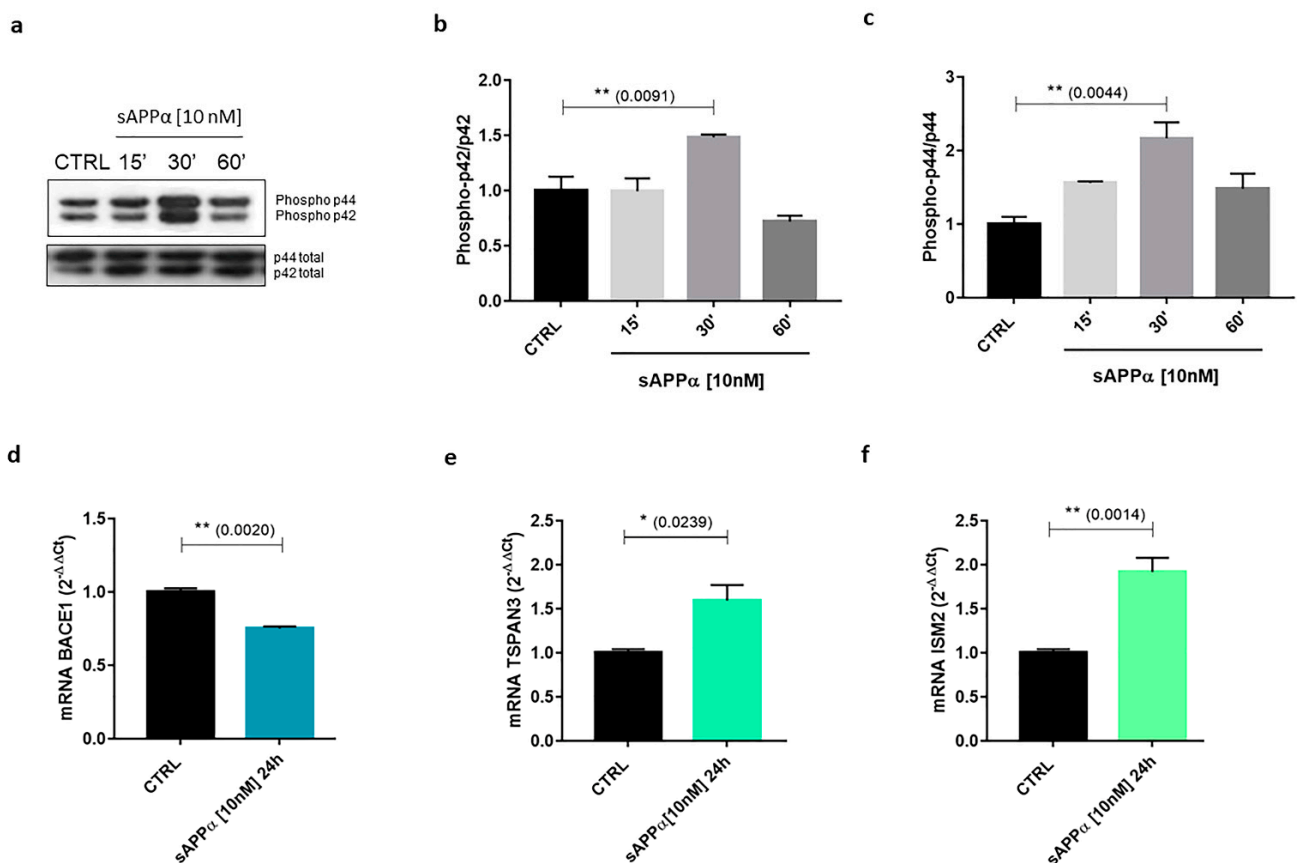 a
sAPPα [10 nM]
CTRL 15' 30' 60'
Phospho p44
Phospho p42
p44 total
p42 total
b
Phospho-p42/p42
2.0
1.5
1.0
0.5
0.0
** (0.0091)
CTRL
15'
30'
60'
sAPPα [10nM]
c
Phospho-p44/p44
3
2
1
0
** (0.0044)
CTRL
15'
30'
60'
sAPPα [10nM]
d
mRNA BACE1 (2^-ΔΔCt)
1.5
1.0
0.5
0.0
** (0.0020)
CTRL
sAPPα [10nM] 24h
e
mRNA TSPAN3 (2^-ΔΔCt)
2.5
2.0
1.5
1.0
0.5
0.0
* (0.0239)
CTRL
sAPPα[10nM] 24h
f
mRNA ISM2 (2^-ΔΔCt)
2.5
2.0
1.5
1.0
0.5
0.0
** (0.0014)
CTRL
sAPPα [10nM] 24h